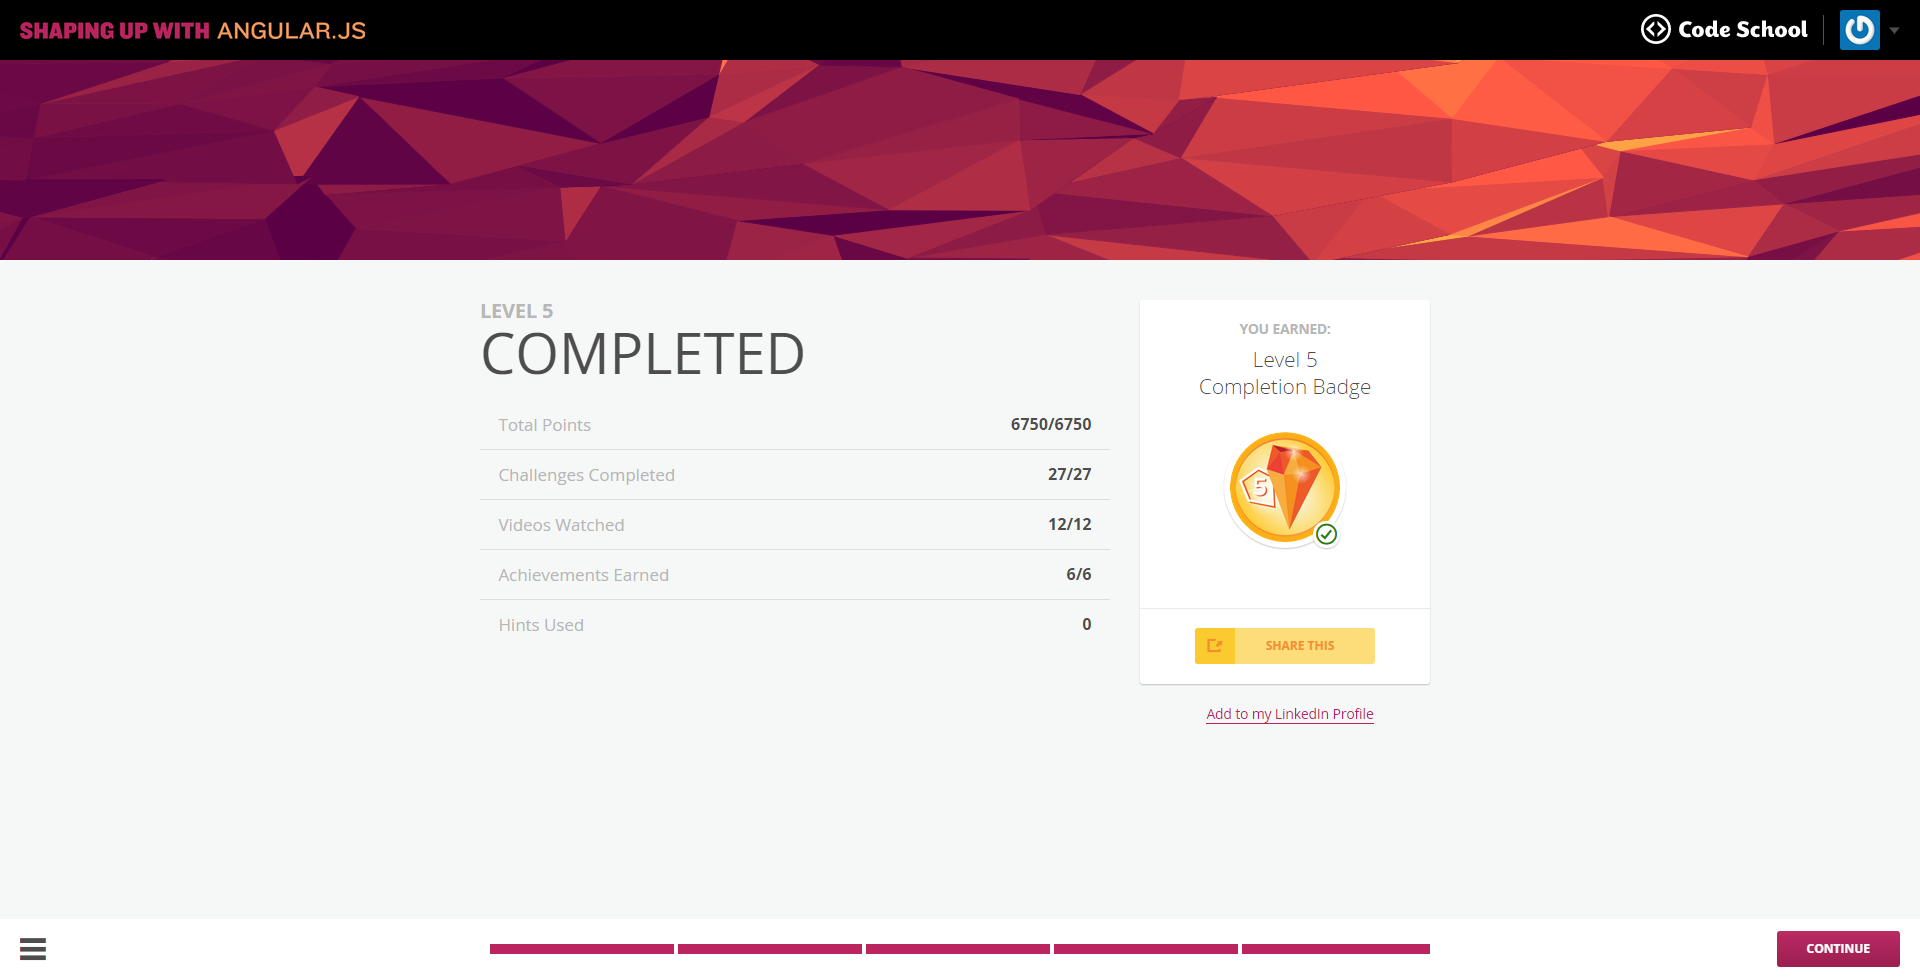 SHAPING UP WITH ANGULAR.JS
Code School
LEVEL 5
COMPLETED
Total Points 6750/6750
Challenges Completed 27/27
Videos Watched 12/12
Achievements Earned 6/6
Hints Used 0
YOU EARNED:
Level 5
Completion Badge
5
SHARE THIS
Add to my LinkedIn Profile
CONTINUE